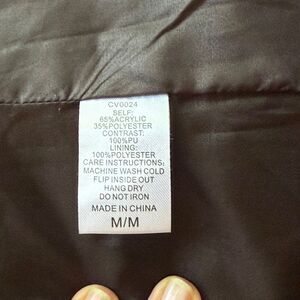 CV0024
SELF:
65%ACRYLIC
35%POLYESTER
CONTRAST:
100%PU
LINING:
100%POLYESTER
CARE INSTRUCTIONS:
MACHINE WASH COLD
FLIP INSIDE OUT
HANG DRY
DO NOT IRON
MADE IN CHINA
M/M